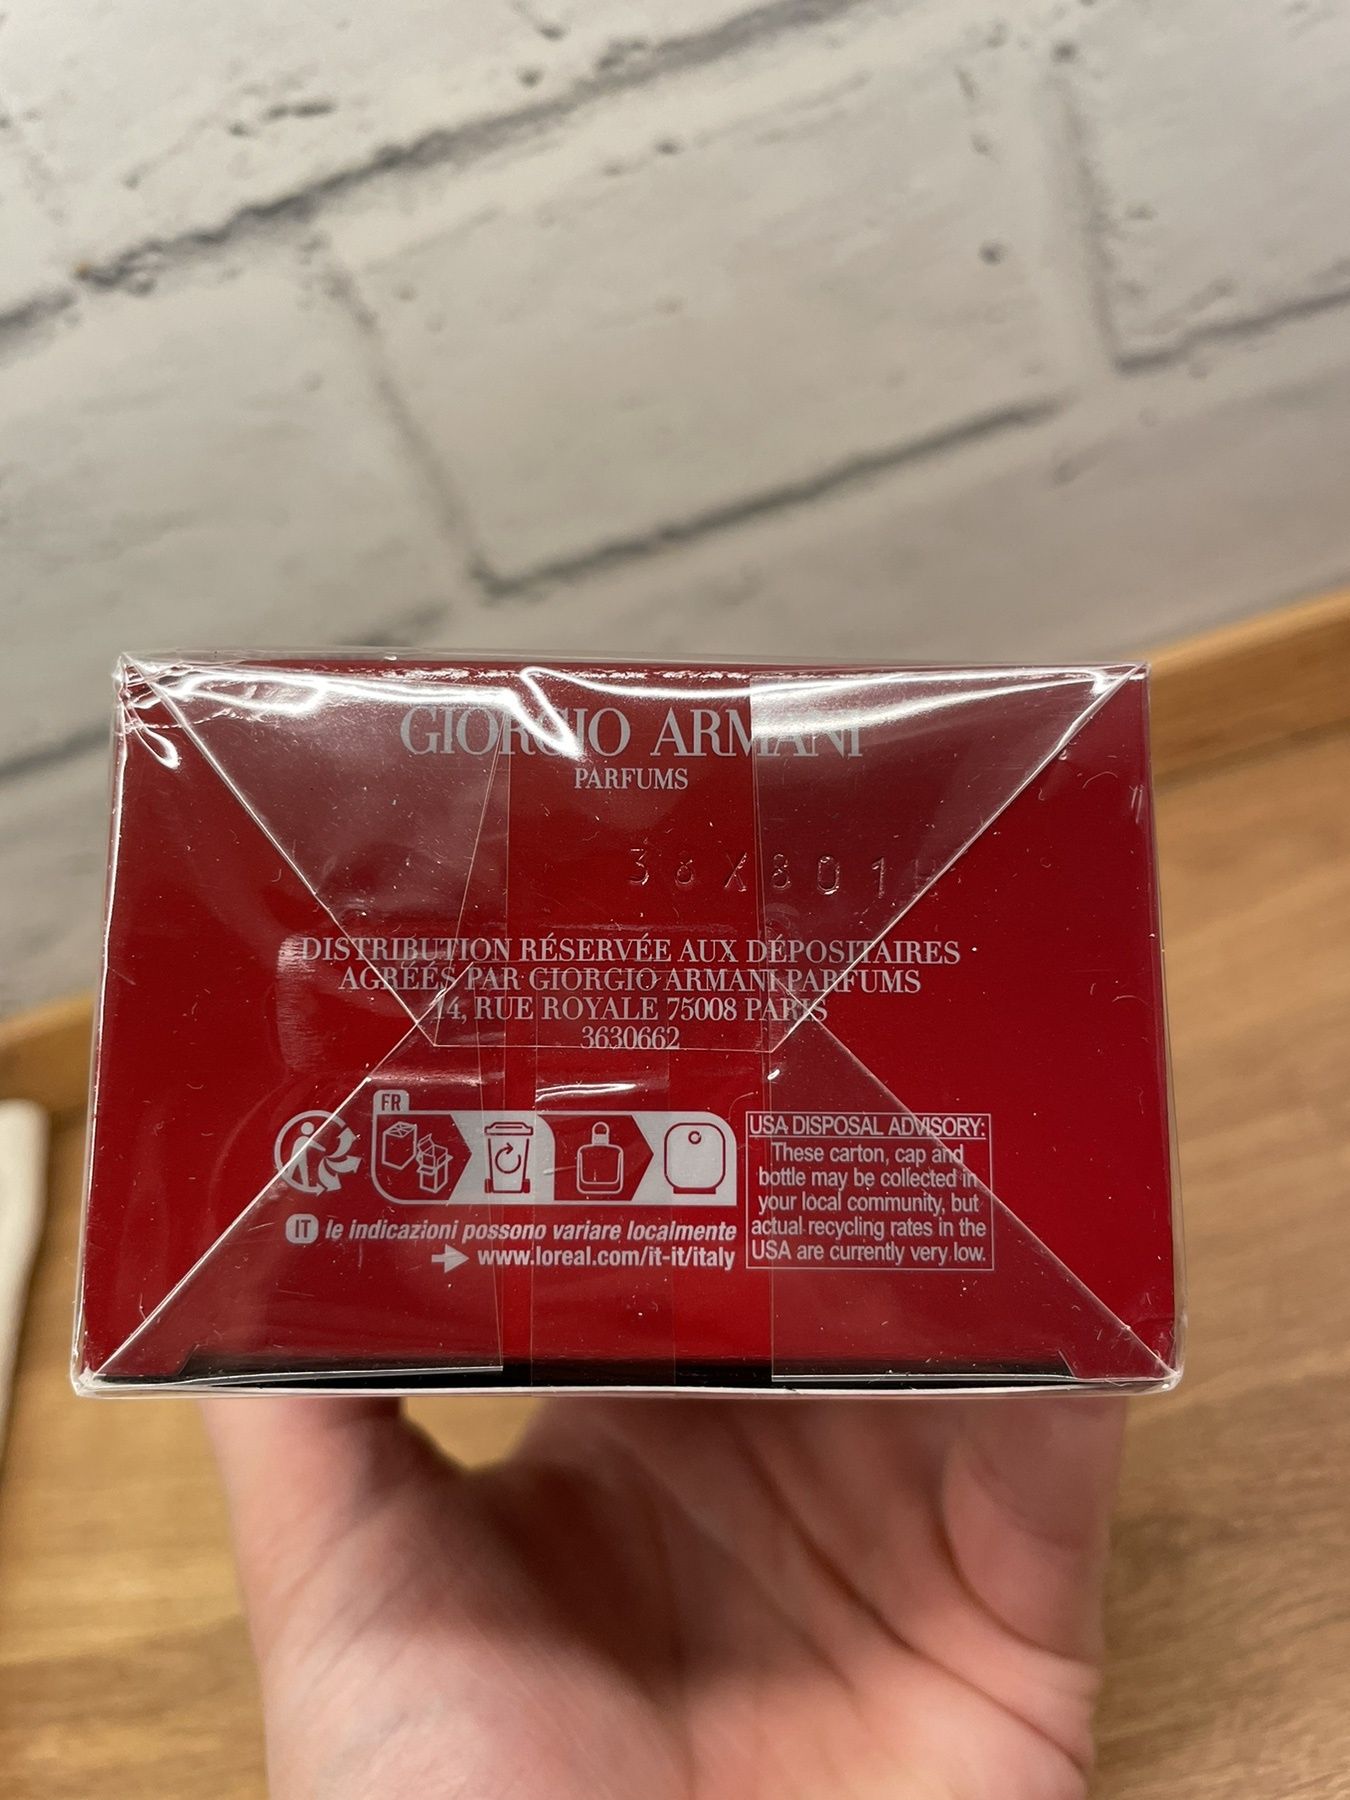 GIORGIO ARMANI
PARFUMS
38X801
DISTRIBUTION RÉSERVÉE AUX DÉPOSITAIRES
AGRÉÉS PAR GIORGIO ARMANI PARFUMS
14, RUE ROYALE 75008 PARIS
3630662
FR
IT le indicazioni possono variare localmente
www.loreal.com/it-it/italy
USA DISPOSAL ADVISORY:
These carton, cap and
bottle may be collected in
your local community, but
actual recycling rates in the
USA are currently very low.